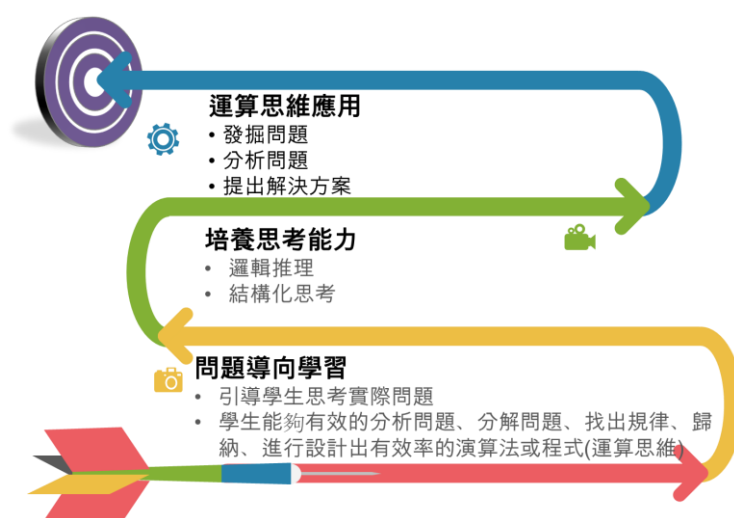 運算思維應用
• 發掘問題
• 分析問題
• 提出解決方案
培養思考能力
• 邏輯推理
• 結構化思考
問題導向學習
• 引導學生思考實際問題
• 學生能夠有效的分析問題、分解問題、找出規律、歸
納、進行設計出有效率的演算法或程式(運算思維)